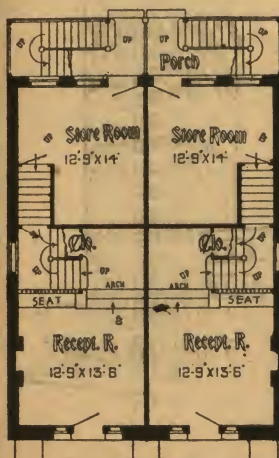 UP UP
Porch
Store Room Store Room
12'-9"X14' 12'-9"X14'
Clo. Clo.
UP UP
ARCH ARCH
SEAT SEAT
Recept. R. Recept. R.
12'-9"X13'6" 12'-9"X13'6"